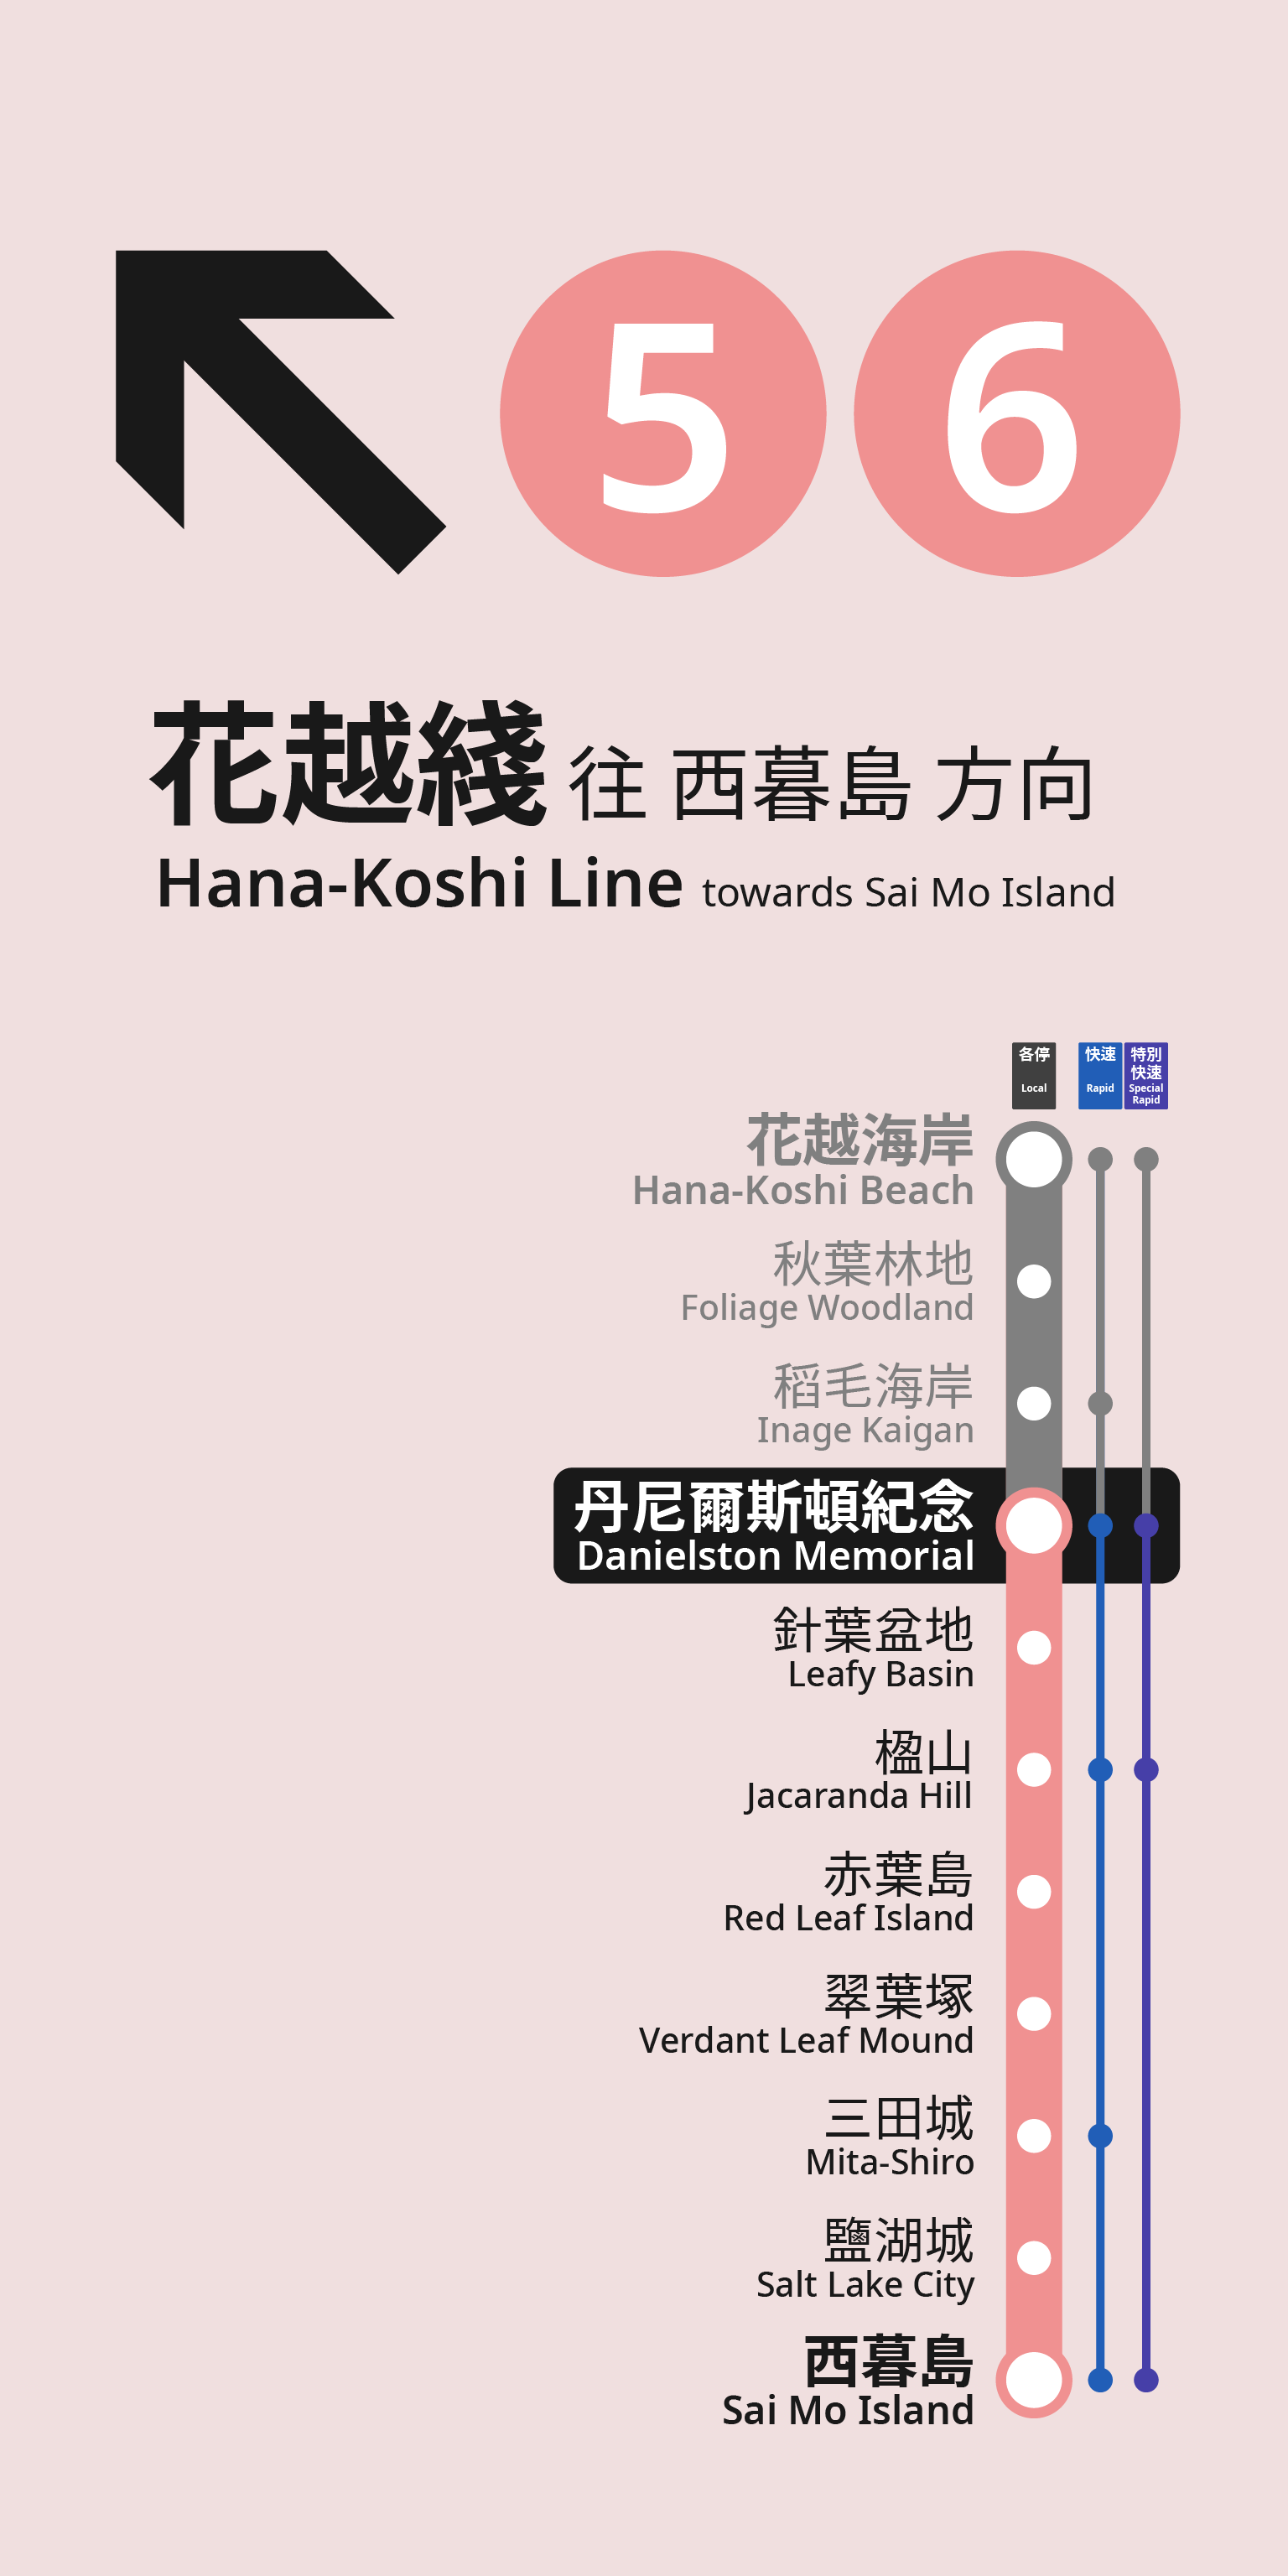 5 6
花越綫 往 西暮島 方向
Hana-Koshi Line towards Sai Mo Island
各停 快速 特別
快速
Local Rapid Special
Rapid
花越海岸
Hana-Koshi Beach
秋葉林地
Foliage Woodland
稻毛海岸
Inage Kaigan
丹尼爾斯頓紀念
Danielston Memorial
針葉盆地
Leafy Basin
楹山
Jacaranda Hill
赤葉島
Red Leaf Island
翠葉塚
Verdant Leaf Mound
三田城
Mita-Shiro
鹽湖城
Salt Lake City
西暮島
Sai Mo Island